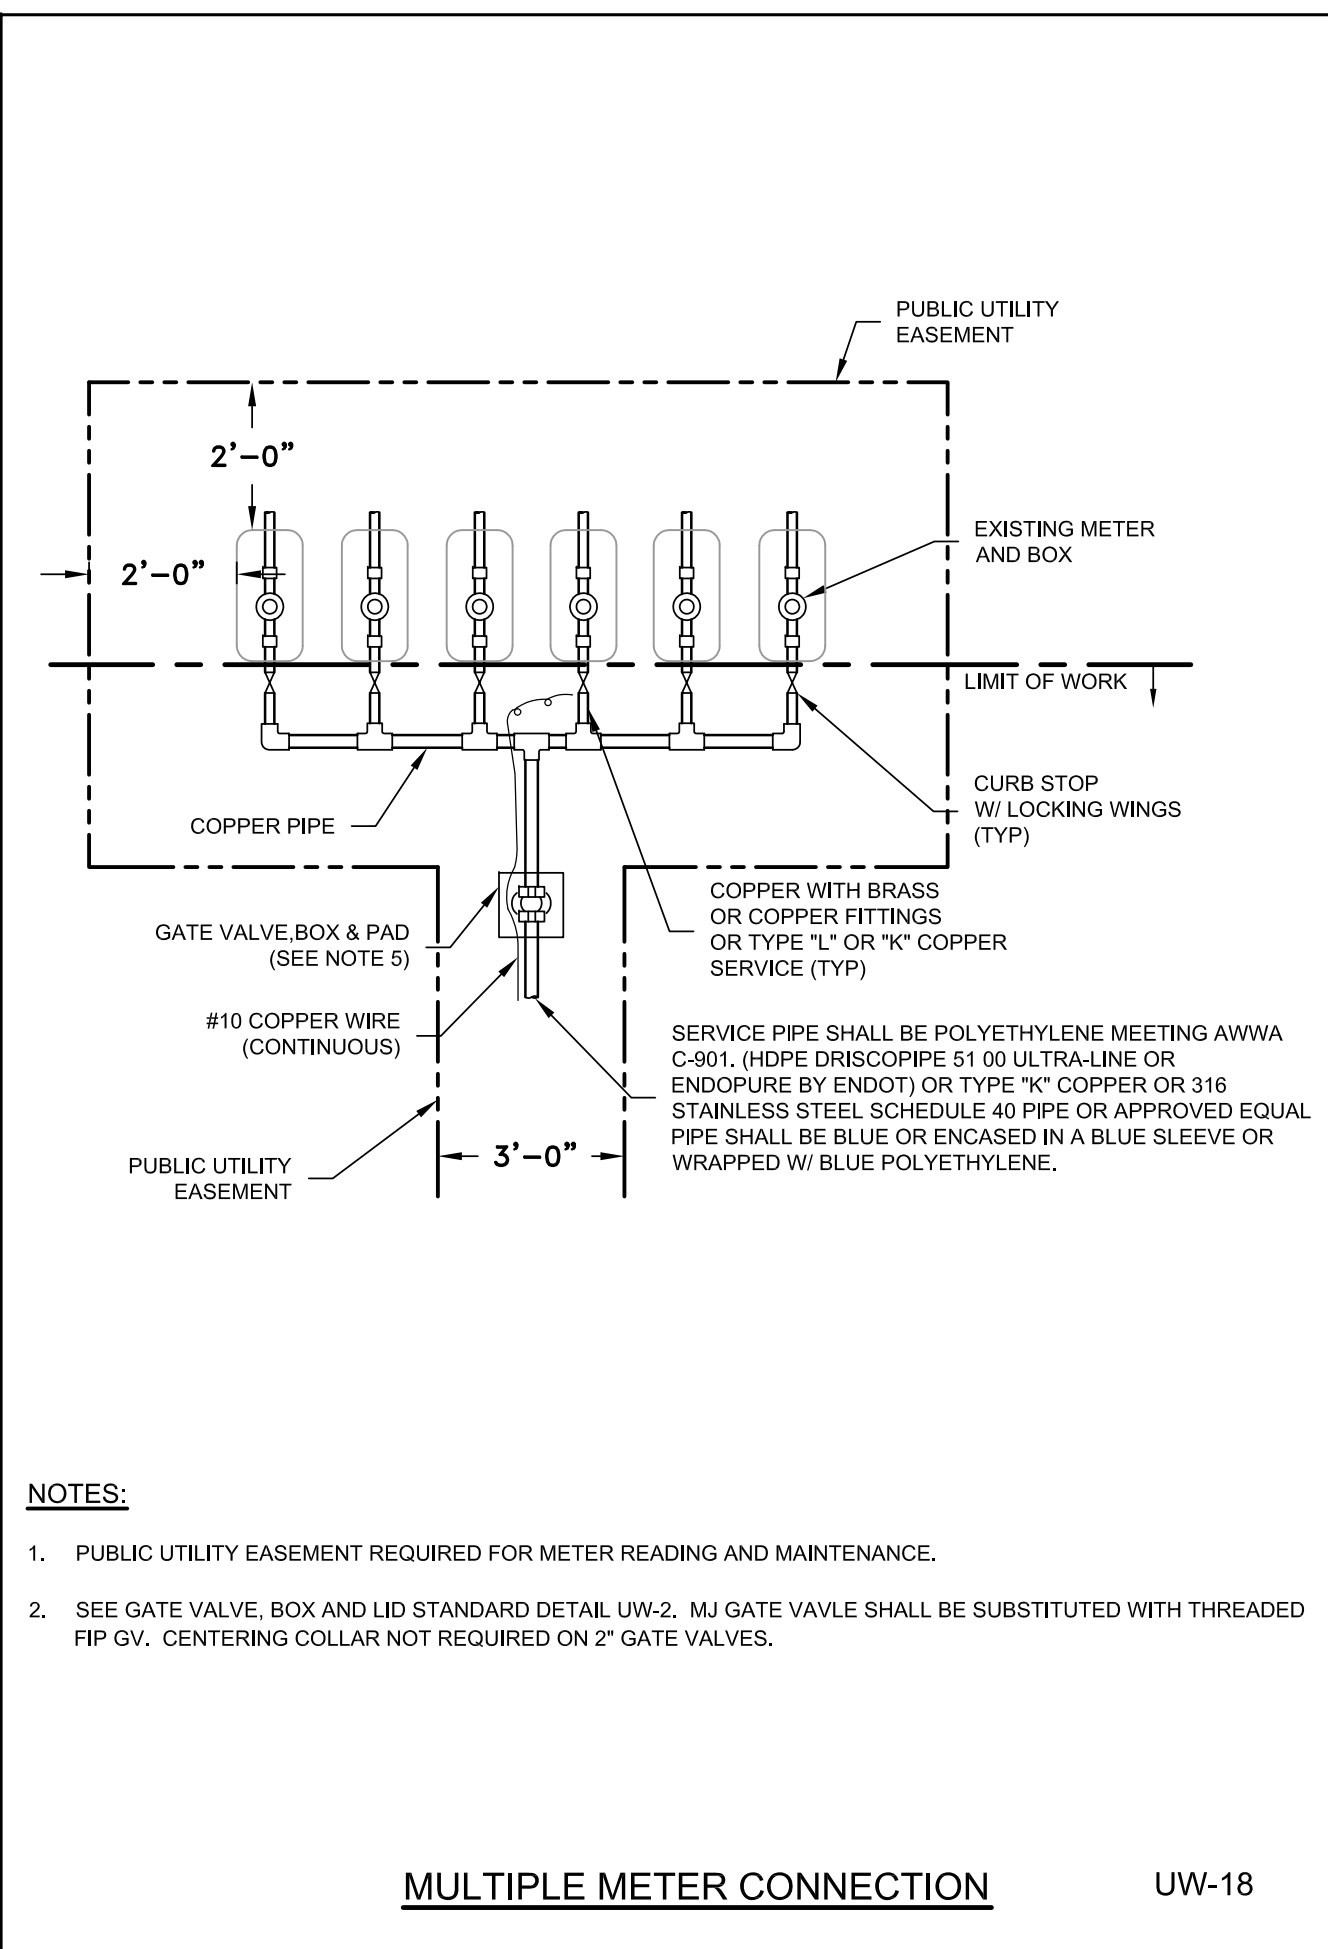 PUBLIC UTILITY
EASEMENT
2'-0"
2'-0"
EXISTING METER
AND BOX
LIMIT OF WORK
CURB STOP
W/ LOCKING WINGS
(TYP)
COPPER PIPE
COPPER WITH BRASS
OR COPPER FITTINGS
OR TYPE "L" OR "K" COPPER
SERVICE (TYP)
GATE VALVE,BOX & PAD
(SEE NOTE 5)
#10 COPPER WIRE
(CONTINUOUS)
SERVICE PIPE SHALL BE POLYETHYLENE MEETING AWWA
C-901. (HDPE DRISCOPIPE 51 00 ULTRA-LINE OR
ENDOPURE BY ENDOT) OR TYPE "K" COPPER OR 316
STAINLESS STEEL SCHEDULE 40 PIPE OR APPROVED EQUAL
PIPE SHALL BE BLUE OR ENCASED IN A BLUE SLEEVE OR
WRAPPED W/ BLUE POLYETHYLENE.
3'-0"
PUBLIC UTILITY
EASEMENT
NOTES:
1. PUBLIC UTILITY EASEMENT REQUIRED FOR METER READING AND MAINTENANCE.
2. SEE GATE VALVE, BOX AND LID STANDARD DETAIL UW-2. MJ GATE VAVLE SHALL BE SUBSTITUTED WITH THREADED
FIP GV. CENTERING COLLAR NOT REQUIRED ON 2" GATE VALVES.
MULTIPLE METER CONNECTION
UW-18